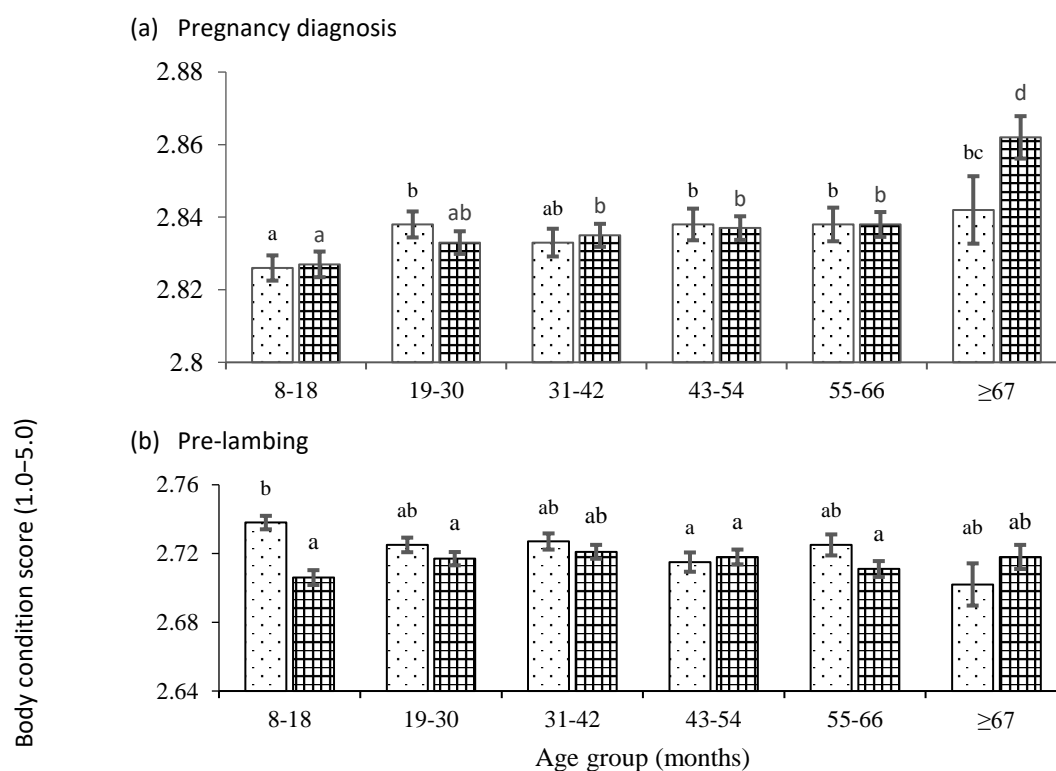 (a) Pregnancy diagnosis
2.88
2.86
2.84
2.82
2.8
a a b ab ab b b b b b bc d
8-18 19-30 31-42 43-54 55-66 ≥67
Body condition score (1.0–5.0)
(b) Pre-lambing
2.76
2.72
2.68
2.64
b a ab a ab ab a a ab a ab ab
8-18 19-30 31-42 43-54 55-66 ≥67
Age group (months)